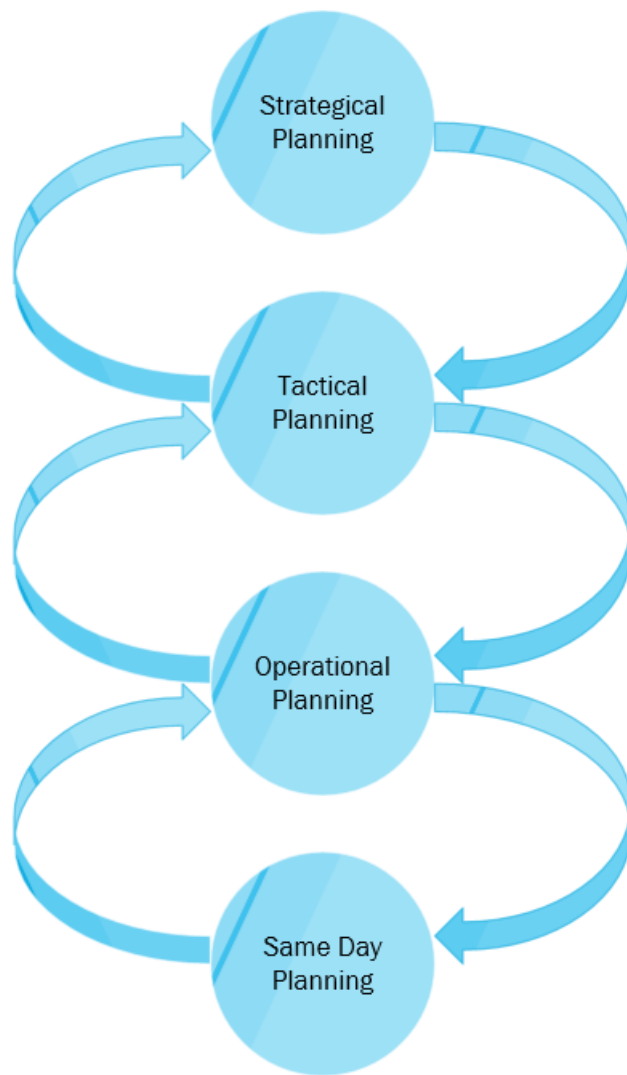 Strategical
Planning
Tactical
Planning
Operational
Planning
Same Day
Planning